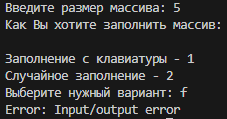 Введите размер массива: 5
Как Вы хотите заполнить массив:
Заполнение с клавиатуры - 1
Случайное заполнение - 2
Выберите нужный вариант: f
Error: Input/output error